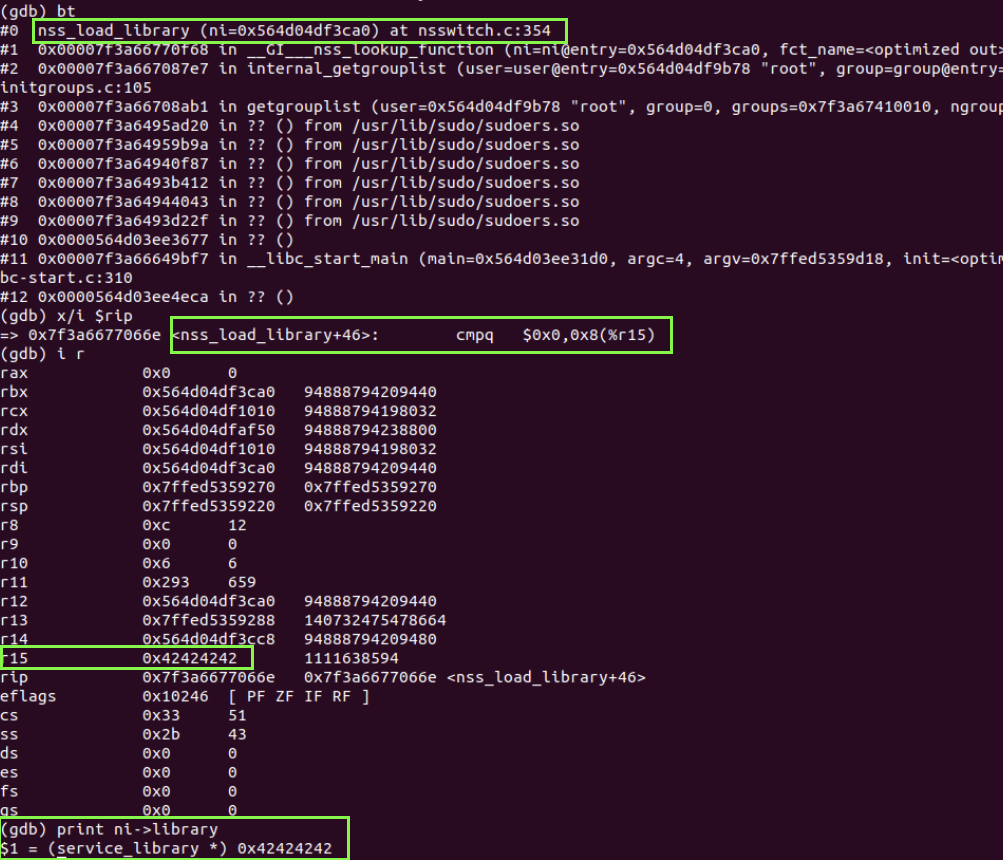 (gdb) bt
#0  nss_load_library (ni=0x564d04df3ca0) at nsswitch.c:354
#1  0x00007f3a66770f68 in __GI___nss_lookup_function (ni=ni@entry=0x564d04df3ca0, fct_name=<optimized out>
#2  0x00007f3a667087e7 in internal_getgrouplist (user=user@entry=0x564d04df9b78 "root", group=group@entry=
initgroups.c:105
#3  0x00007f3a66708ab1 in getgrouplist (user=0x564d04df9b78 "root", group=0, groups=0x7f3a67410010, ngroup
#4  0x00007f3a6495ad20 in ?? () from /usr/lib/sudo/sudoers.so
#5  0x00007f3a64959b9a in ?? () from /usr/lib/sudo/sudoers.so
#6  0x00007f3a64940f87 in ?? () from /usr/lib/sudo/sudoers.so
#7  0x00007f3a6493b412 in ?? () from /usr/lib/sudo/sudoers.so
#8  0x00007f3a64944043 in ?? () from /usr/lib/sudo/sudoers.so
#9  0x00007f3a6493d22f in ?? () from /usr/lib/sudo/sudoers.so
#10 0x0000564d03ee3677 in ?? ()
#11 0x00007f3a66649bf7 in __libc_start_main (main=0x564d03ee31d0, argc=4, argv=0x7ffed5359d18, init=<optim
bc-start.c:310
#12 0x0000564d03ee4eca in ?? ()
(gdb) x/i $rip
=> 0x7f3a6677066e <nss_load_library+46>:	cmpq   $0x0,0x8(%r15)
(gdb) i r
rax            0x0	0
rbx            0x564d04df3ca0	94888794209440
rcx            0x564d04df1010	94888794198032
rdx            0x564d04dfaf50	94888794238800
rsi            0x564d04df1010	94888794198032
rdi            0x564d04df3ca0	94888794209440
rbp            0x7ffed5359270	0x7ffed5359270
rsp            0x7ffed5359220	0x7ffed5359220
r8             0xc	12
r9             0x0	0
r10            0x6	6
r11            0x293	659
r12            0x564d04df3ca0	94888794209440
r13            0x7ffed5359288	140732475478664
r14            0x564d04df3cc8	94888794209480
r15            0x42424242	1111638594
rip            0x7f3a6677066e	0x7f3a6677066e <nss_load_library+46>
eflags         0x10246	[ PF ZF IF RF ]
cs             0x33	51
ss             0x2b	43
ds             0x0	0
es             0x0	0
fs             0x0	0
gs             0x0	0
(gdb) print ni->library
$1 = (service_library *) 0x42424242